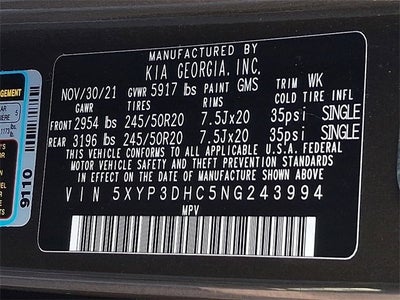 MANUFACTURED BY
KIA GEORGIA, INC.
NOV/30/21 GVWR 5917 lbs PAINT GMS TRIM WK
GAWR TIRES RIMS COLD TIRE INFL
FRONT 2954 lbs 245/50R20 7.5Jx20 35psi SINGLE
REAR 3196 lbs 245/50R20 7.5Jx20 35psi SINGLE
THIS VEHICLE CONFORMS TO ALL APPLICABLE U.S.A. FEDERAL
MOTOR VEHICLE SAFETY AND THEFT PREVENTION STANDARDS
IN EFFECT ON THE DATE OF MANUFACTURE SHOWN ABOVE
VIN 5XYP3DHC5NG243994
MPV
9110